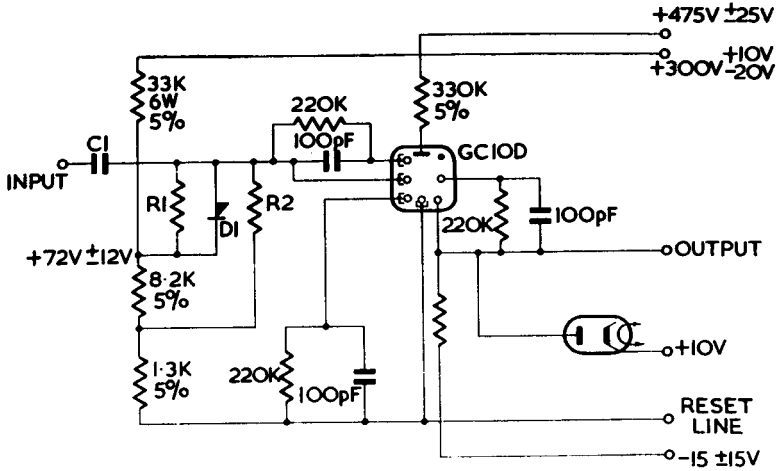 +475V ±25V
+300V +10V -20V
33K
6W
5%
330K
5%
220K
100pF
GC10D
C1
INPUT
R1
D1
R2
220K
100pF
+72V ±12V
OUTPUT
8·2K
5%
+10V
1·3K
5%
220K
100pF
RESET
LINE
-15 ±15V